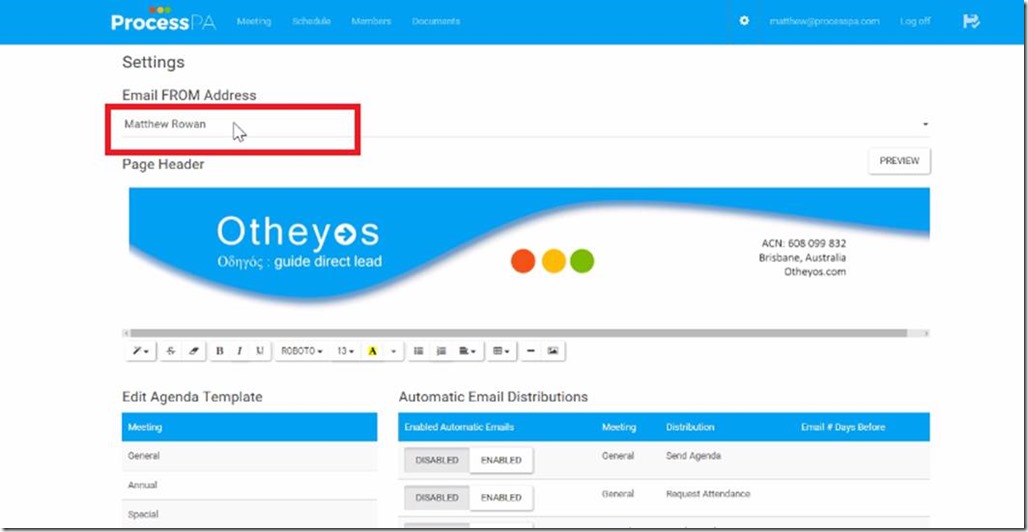 ProcessPA Meeting Schedule Members Documents matthew@processpa.com Log off
Settings
Email FROM Address
Matthew Rowan
Page Header
PREVIEW
Otheyos
Οδηγός : guide direct lead
ACN: 608 099 832
Brisbane, Australia
Otheyos.com
B I U ROBOTO 13 A
Edit Agenda Template
Meeting
General
Annual
Special
Automatic Email Distributions
Enabled Automatic Emails Meeting Distribution Email # Days Before
DISABLED ENABLED General Send Agenda
DISABLED ENABLED General Request Attendance